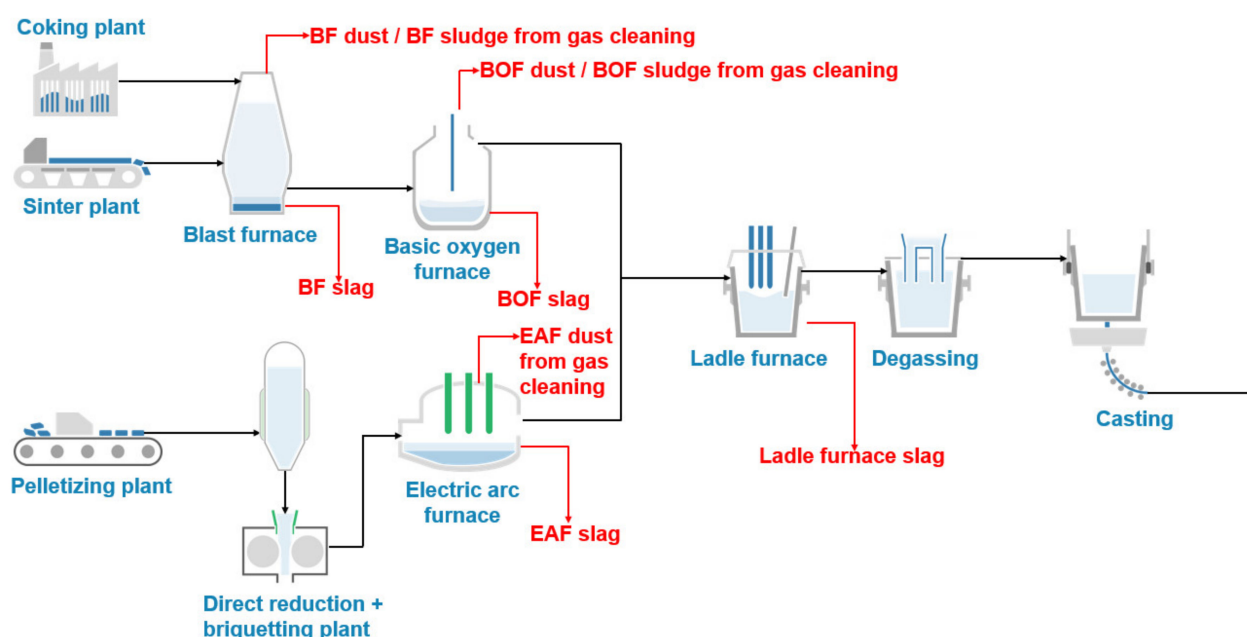 Coking plant
BF dust / BF sludge from gas cleaning
BOF dust / BOF sludge from gas cleaning
Sinter plant
Blast furnace
Basic oxygen
furnace
BF slag
BOF slag
EAF dust
from gas
cleaning
Ladle furnace
Degassing
Casting
Ladle furnace slag
Pelletizing plant
Electric arc
furnace
EAF slag
Direct reduction +
briquetting plant